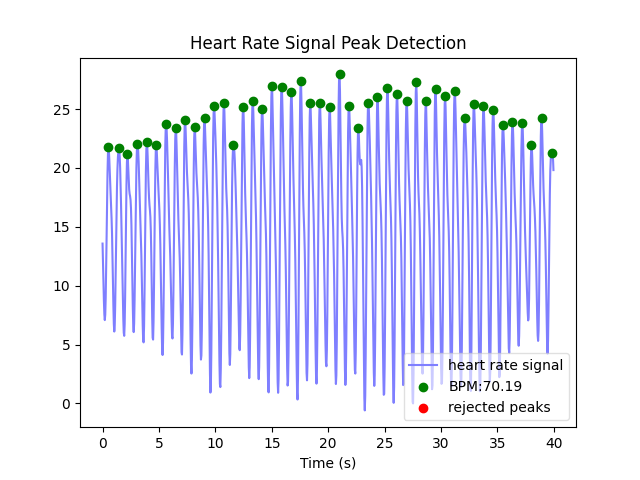 Heart Rate Signal Peak Detection
25
20
15
10
5
0
heart rate signal
BPM:70.19
rejected peaks
0 5 10 15 20 25 30 35 40
Time (s)